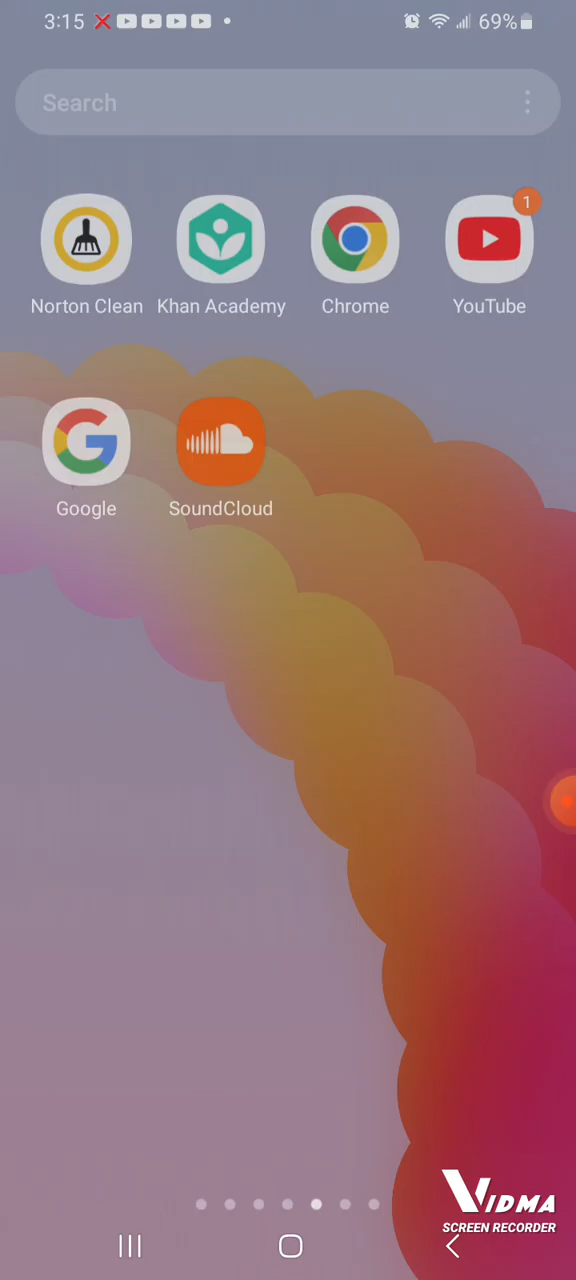 3:15
69%
Search
1
Norton Clean
Khan Academy
Chrome
YouTube
Google
SoundCloud
VIDMA
SCREEN RECORDER